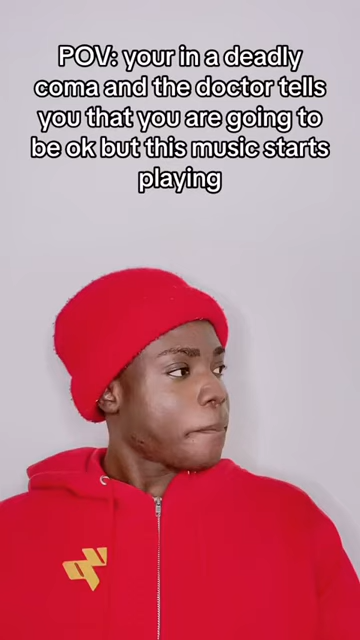 POV: your in a deadly
coma and the doctor tells
you that you are going to
be ok but this music starts
playing